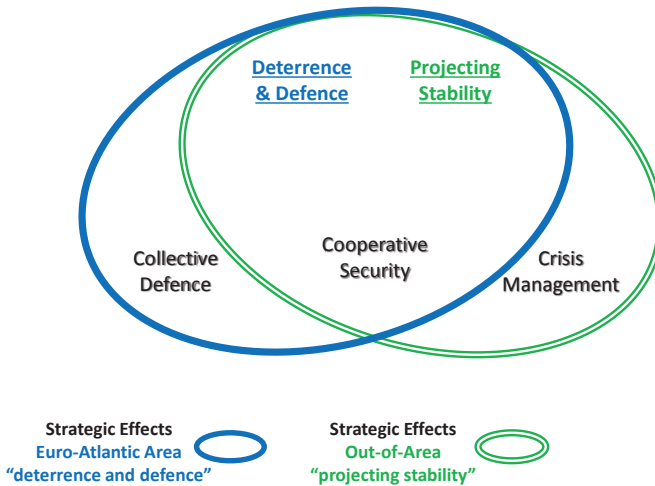 Deterrence
& Defence
Projecting
Stability
Collective
Defence
Cooperative
Security
Crisis
Management
Strategic Effects
Euro-Atlantic Area
“deterrence and defence”
Strategic Effects
Out-of-Area
“projecting stability”